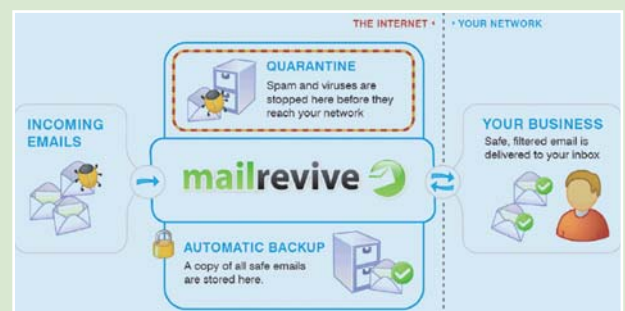 THE INTERNET
YOUR NETWORK
QUARANTINE
Spam and viruses are
stopped here before they
reach your network
INCOMING
EMAILS
mailrevive
YOUR BUSINESS
Safe, filtered email is
delivered to your inbox
AUTOMATIC BACKUP
A copy of all safe emails
are stored here.